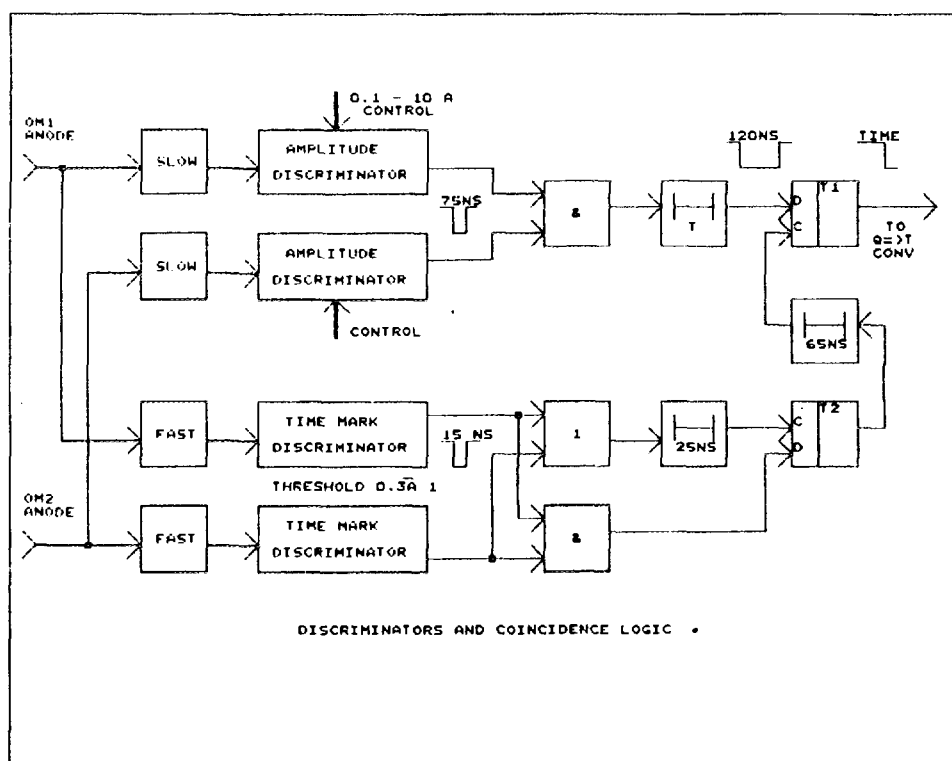 0.1 - 10 A
CONTROL
OM1
ANODE
SLOW
AMPLITUDE
DISCRIMINATOR
75NS
&
T
120NS
TIME
D
C
T1
TO
Q=>T
CONV
SLOW
AMPLITUDE
DISCRIMINATOR
CONTROL
65NS
FAST
TIME MARK
DISCRIMINATOR
15 NS
1
25NS
C
D
T2
THRESHOLD 0.3A 1
OM2
ANODE
FAST
TIME MARK
DISCRIMINATOR
&
DISCRIMINATORS AND COINCIDENCE LOGIC .